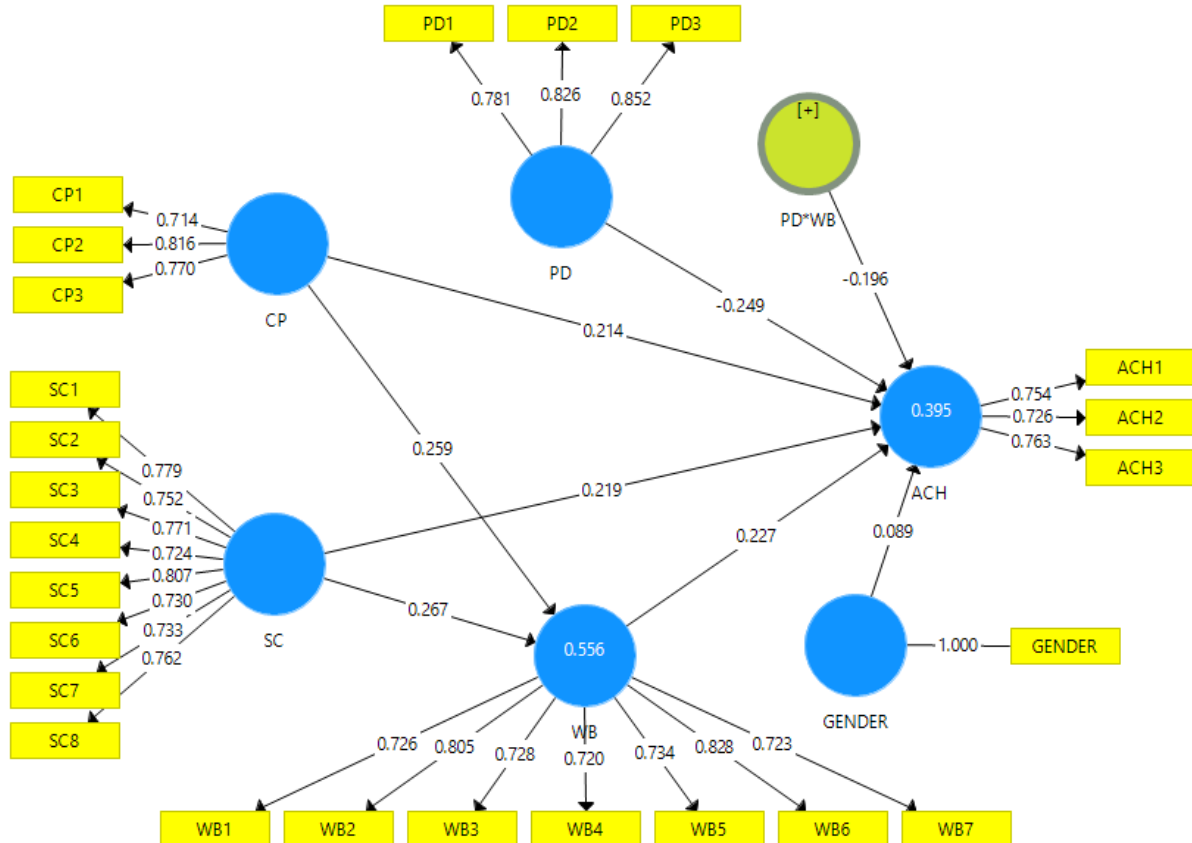 PD1 PD2 PD3
0.781 0.826 0.852
[+]
PD*WB
PD
CP1
CP2
CP3
0.714
0.816
0.770
CP
-0.196
-0.249
0.214
SC1
SC2
SC3
SC4
SC5
SC6
SC7
SC8
0.779
0.752
0.771
0.724
0.807
0.730
0.733
0.762
SC
0.259
0.219
0.267
0.227
0.395
ACH
0.754
0.726
0.763
ACH1
ACH2
ACH3
0.089
GENDER
1.000
GENDER
0.556
WB
0.726 0.805 0.728 0.720 0.734 0.828 0.723
WB1 WB2 WB3 WB4 WB5 WB6 WB7